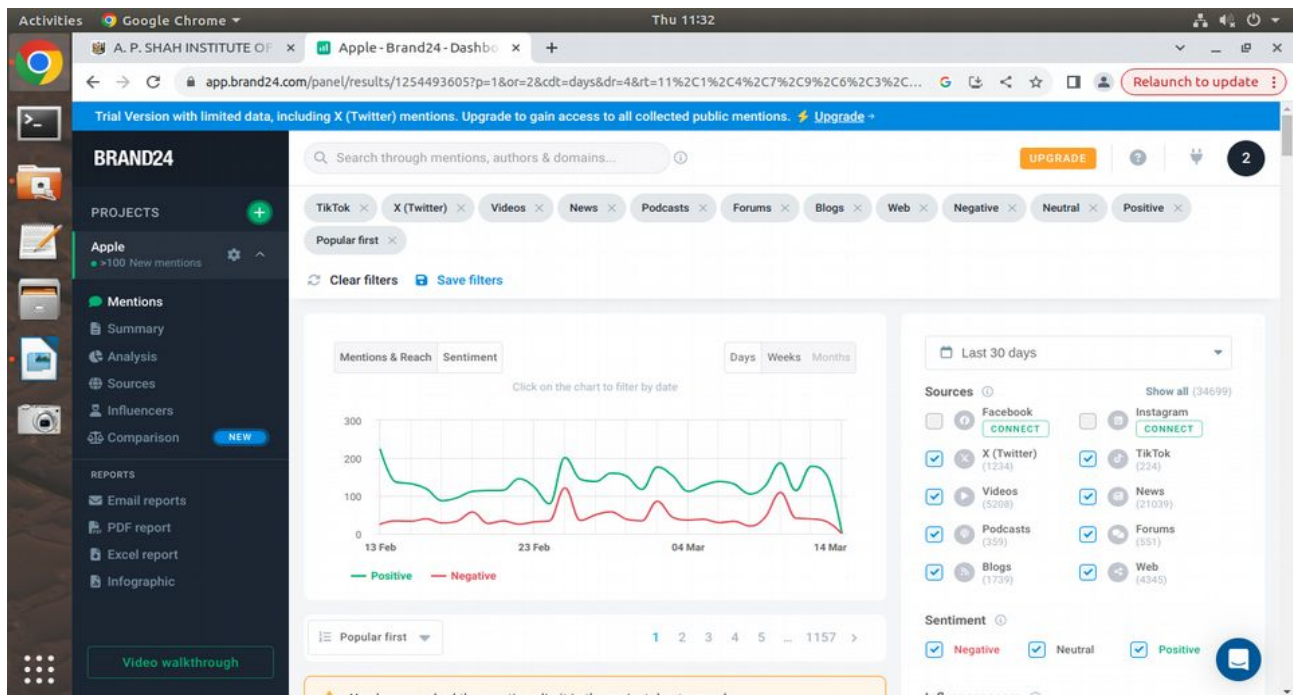 Activities Google Chrome Thu 11:32
A. P. SHAH INSTITUTE OF Apple - Brand24 - Dashbo
app.brand24.com/panel/results/1254493605?p=1&or=2&cdt=days&dr=4&rt=11%2C1%2C4%2C7%2C9%2C6%2C3%2C... Relaunch to update
Trial Version with limited data, including X (Twitter) mentions. Upgrade to gain access to all collected public mentions. ⚡ Upgrade →
BRAND24
Search through mentions, authors & domains...
UPGRADE
2
PROJECTS
Apple
>100 New mentions
Mentions
Summary
Analysis
Sources
Influencers
Comparison NEW
REPORTS
Email reports
PDF report
Excel report
Infographic
Video walkthrough
TikTok X (Twitter) Videos News Podcasts Forums Blogs Web Negative Neutral Positive
Popular first
Clear filters Save filters
Mentions & Reach Sentiment Days Weeks Months
Click on the chart to filter by date
300
200
100
0
13 Feb 23 Feb 04 Mar 14 Mar
Positive Negative
Popular first 1 2 3 4 5 ... 1157 >
Last 30 days
Sources Show all (34699)
Facebook Instagram
CONNECT CONNECT
X (Twitter) TikTok
(1234) (224)
Videos News
(5208) (21039)
Podcasts Forums
(359) (551)
Blogs Web
(1739) (4345)
Sentiment
Negative Neutral Positive